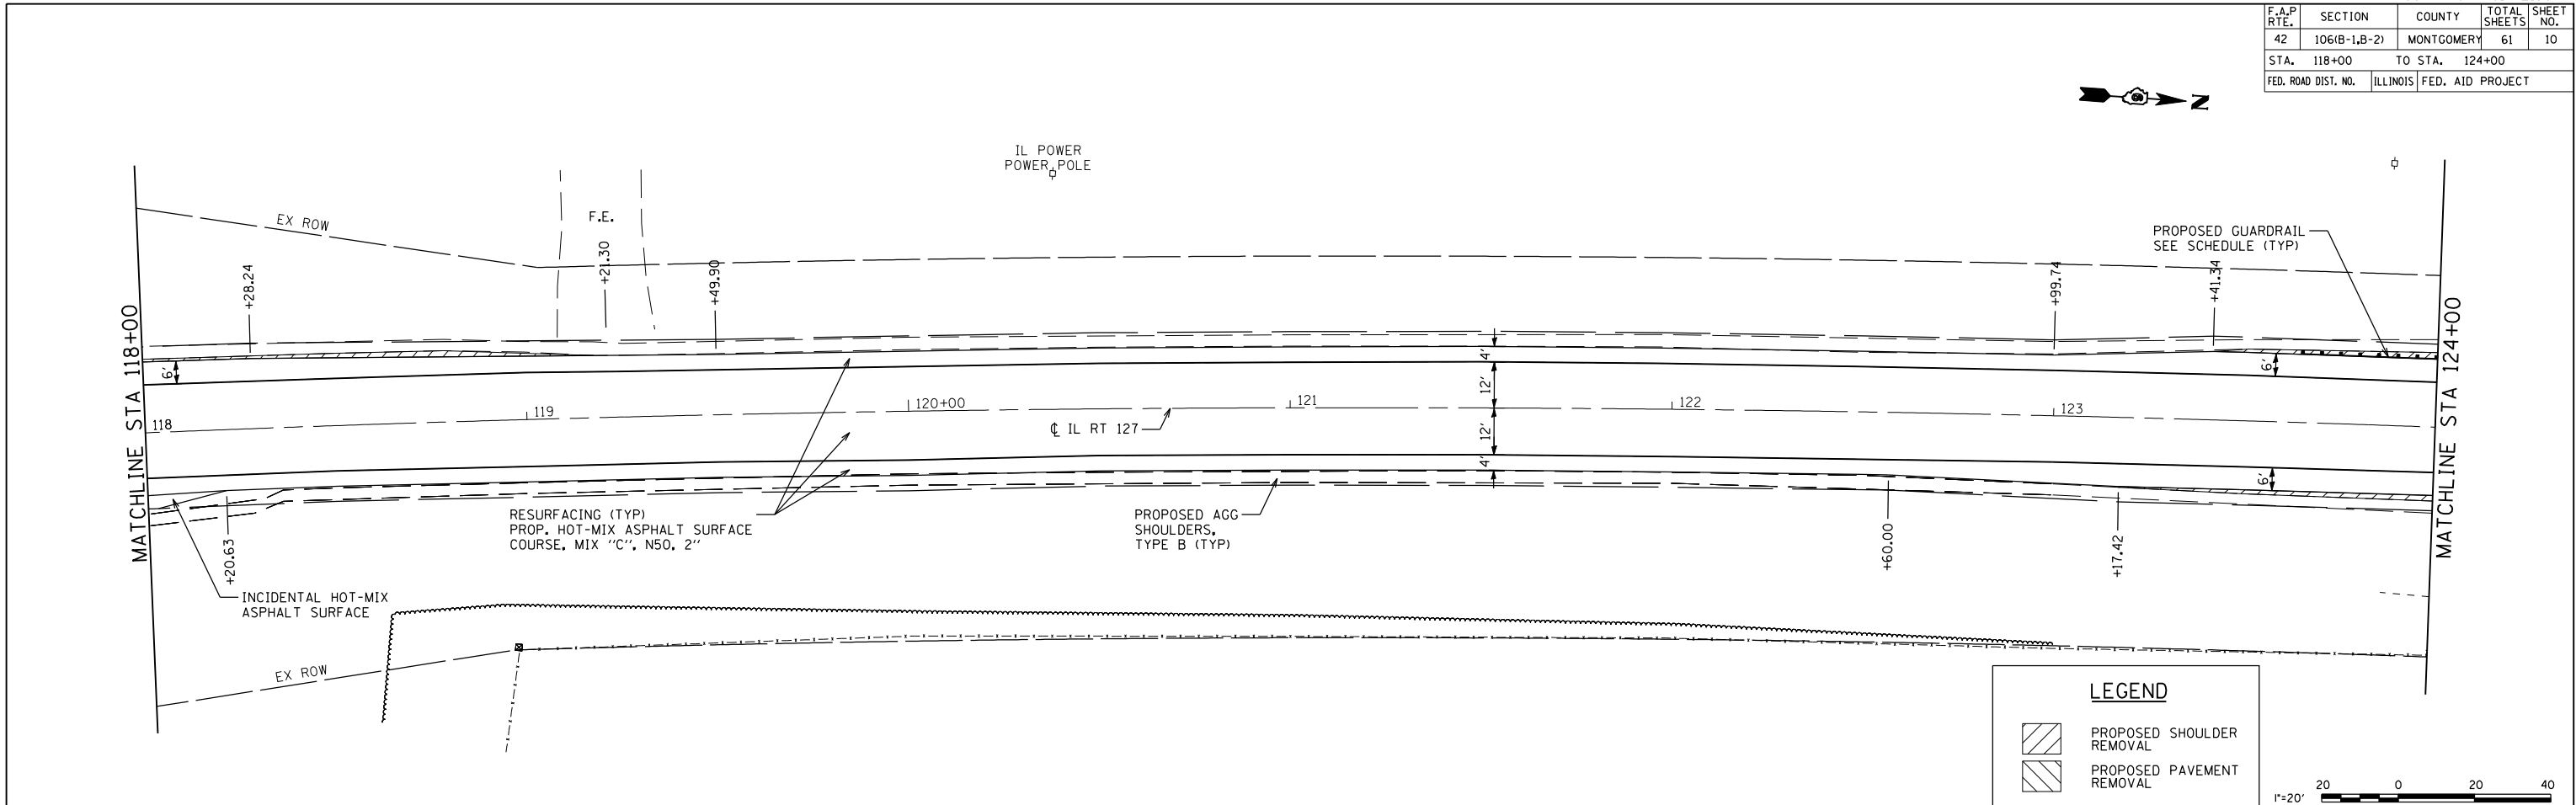 F.A.P RTE. SECTION COUNTY TOTAL SHEETS SHEET NO.
42 106(B-1,B-2) MONTGOMERY 61 10
STA. 118+00 TO STA. 124+00
FED. ROAD DIST. NO. ILLINOIS FED. AID PROJECT
N
IL POWER
POWER POLE
EX ROW
F.E.
+28.24
+21.30
+49.90
+99.74
+41.34
PROPOSED GUARDRAIL
SEE SCHEDULE (TYP)
MATCHLINE STA 118+00
MATCHLINE STA 124+00
6'
4'
6'
12'
118
119
120+00
121
122
123
℄ IL RT 127
12'
4'
6'
RESURFACING (TYP)
PROP. HOT-MIX ASPHALT SURFACE
COURSE, MIX "C", N50, 2"
PROPOSED AGG
SHOULDERS,
TYPE B (TYP)
+20.63
+60.00
+17.42
INCIDENTAL HOT-MIX
ASPHALT SURFACE
EX ROW
LEGEND
PROPOSED SHOULDER
REMOVAL
PROPOSED PAVEMENT
REMOVAL
1"=20'
20 0 20 40